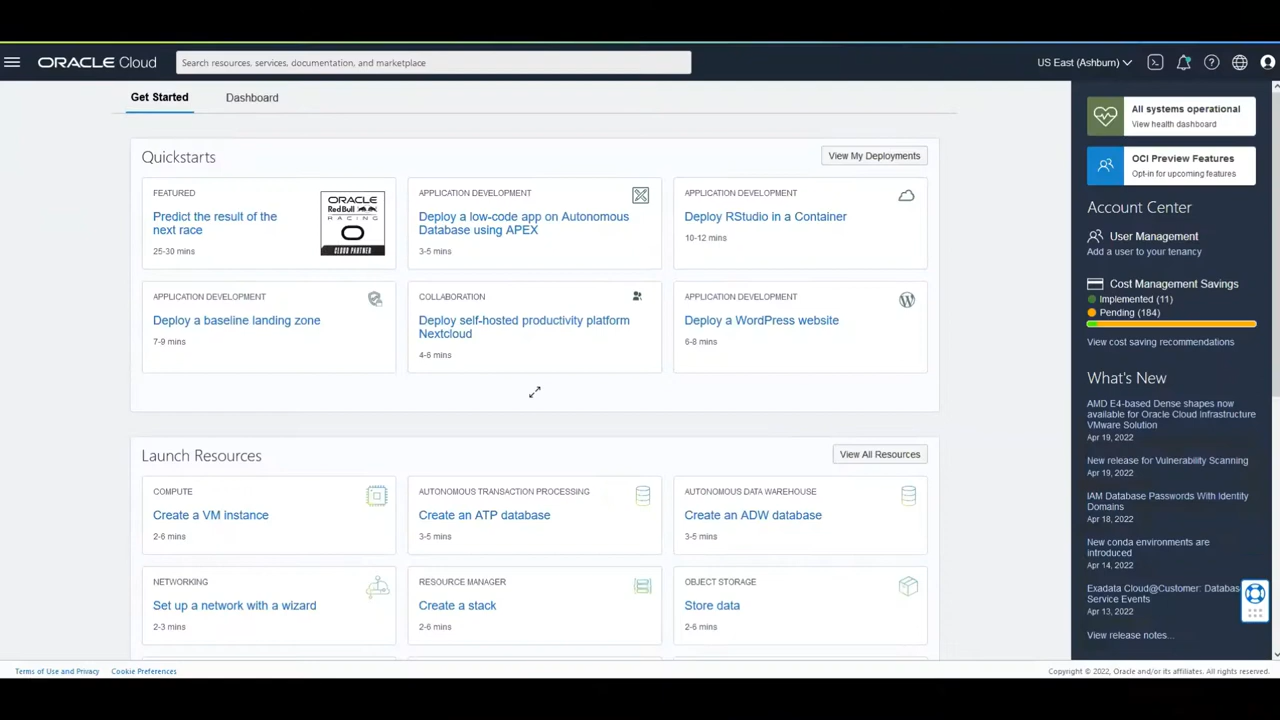 ORACLE Cloud
Search resources, services, documentation, and marketplace
US East (Ashburn)
Get Started
Dashboard
Quickstarts
View My Deployments
FEATURED
Predict the result of the
next race
25-30 mins
ORACLE
Red Bull
RACING
CLOUD PARTNER
APPLICATION DEVELOPMENT
Deploy a low-code app on Autonomous
Database using APEX
3-5 mins
APPLICATION DEVELOPMENT
Deploy RStudio in a Container
10-12 mins
APPLICATION DEVELOPMENT
Deploy a baseline landing zone
7-9 mins
COLLABORATION
Deploy self-hosted productivity platform
Nextcloud
4-6 mins
APPLICATION DEVELOPMENT
Deploy a WordPress website
6-8 mins
Launch Resources
View All Resources
COMPUTE
Create a VM instance
2-6 mins
AUTONOMOUS TRANSACTION PROCESSING
Create an ATP database
3-5 mins
AUTONOMOUS DATA WAREHOUSE
Create an ADW database
3-5 mins
NETWORKING
Set up a network with a wizard
2-3 mins
RESOURCE MANAGER
Create a stack
2-6 mins
OBJECT STORAGE
Store data
2-6 mins
All systems operational
View health dashboard
OCI Preview Features
Opt-in for upcoming features
Account Center
User Management
Add a user to your tenancy
Cost Management Savings
Implemented (11)
Pending (184)
View cost saving recommendations
What's New
AMD E4-based Dense shapes now
available for Oracle Cloud Infrastructure
VMware Solution
Apr 19, 2022
New release for Vulnerability Scanning
Apr 19, 2022
IAM Database Passwords With Identity
Domains
Apr 18, 2022
New conda environments are
introduced
Apr 14, 2022
Exadata Cloud@Customer: Databas
Service Events
Apr 13, 2022
View release notes...
Terms of Use and Privacy
Cookie Preferences
Copyright © 2022, Oracle and/or its affiliates. All rights reserved.